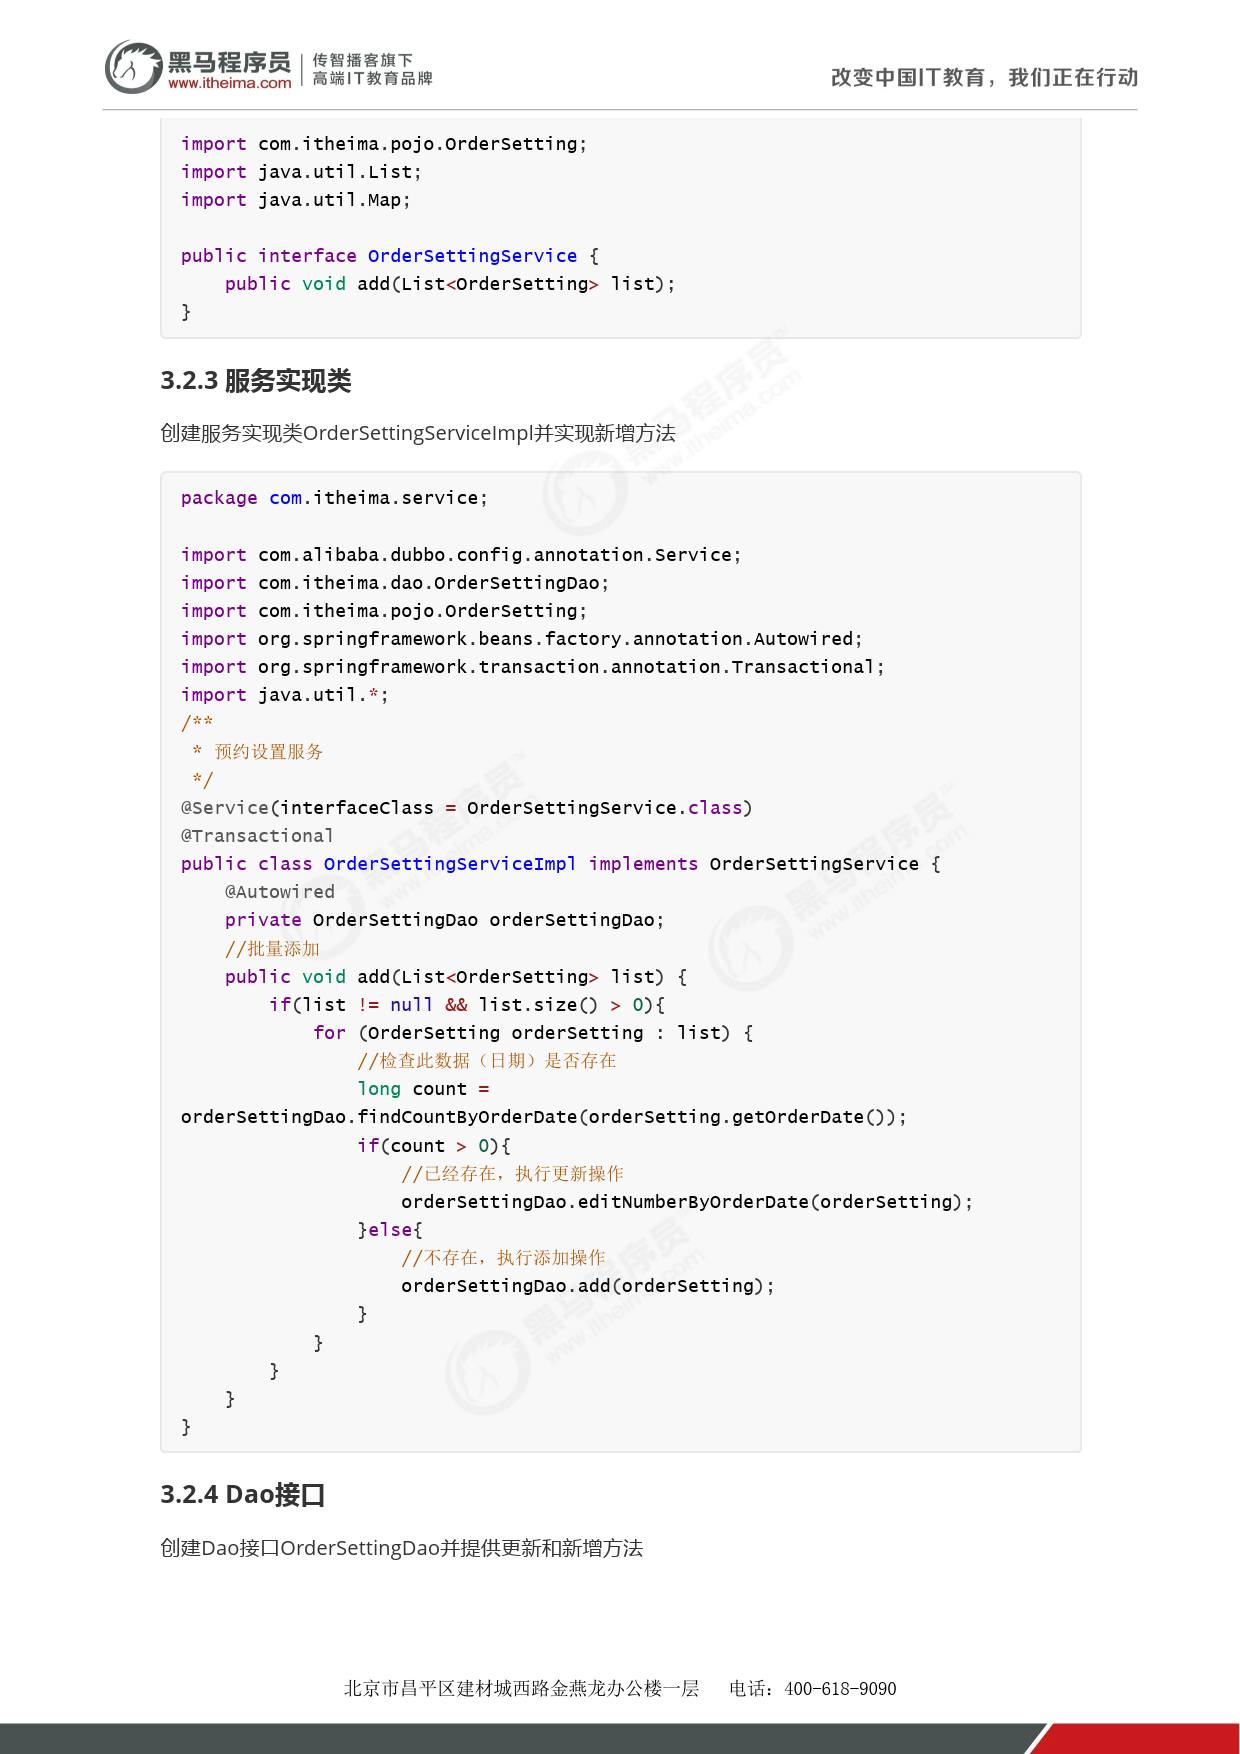 黑马程序员
www.itheima.com
传智播客旗下
高端IT教育品牌
改变中国IT教育，我们正在行动
import com.itheima.pojo.OrderSetting;
import java.util.List;
import java.util.Map;
public interface OrderSettingService {
    public void add(List<OrderSetting> list);
}
3.2.3 服务实现类
创建服务实现类OrderSettingServiceImpl并实现新增方法
package com.itheima.service;
import com.alibaba.dubbo.config.annotation.Service;
import com.itheima.dao.OrderSettingDao;
import com.itheima.pojo.OrderSetting;
import org.springframework.beans.factory.annotation.Autowired;
import org.springframework.transaction.annotation.Transactional;
import java.util.*;
/**
 * 预约设置服务
 */
@Service(interfaceClass = OrderSettingService.class)
@Transactional
public class OrderSettingServiceImpl implements OrderSettingService {
    @Autowired
    private OrderSettingDao orderSettingDao;
    //批量添加
    public void add(List<OrderSetting> list) {
        if(list != null && list.size() > 0){
            for (OrderSetting orderSetting : list) {
                //检查此数据（日期）是否存在
                long count =
orderSettingDao.findCountByOrderDate(orderSetting.getOrderDate());
                if(count > 0){
                    //已经存在，执行更新操作
                    orderSettingDao.editNumberByOrderDate(orderSetting);
                }else{
                    //不存在，执行添加操作
                    orderSettingDao.add(orderSetting);
                }
            }
        }
    }
}
3.2.4 Dao接口
创建Dao接口OrderSettingDao并提供更新和新增方法
北京市昌平区建材城西路金燕龙办公楼一层 电话：400-618-9090